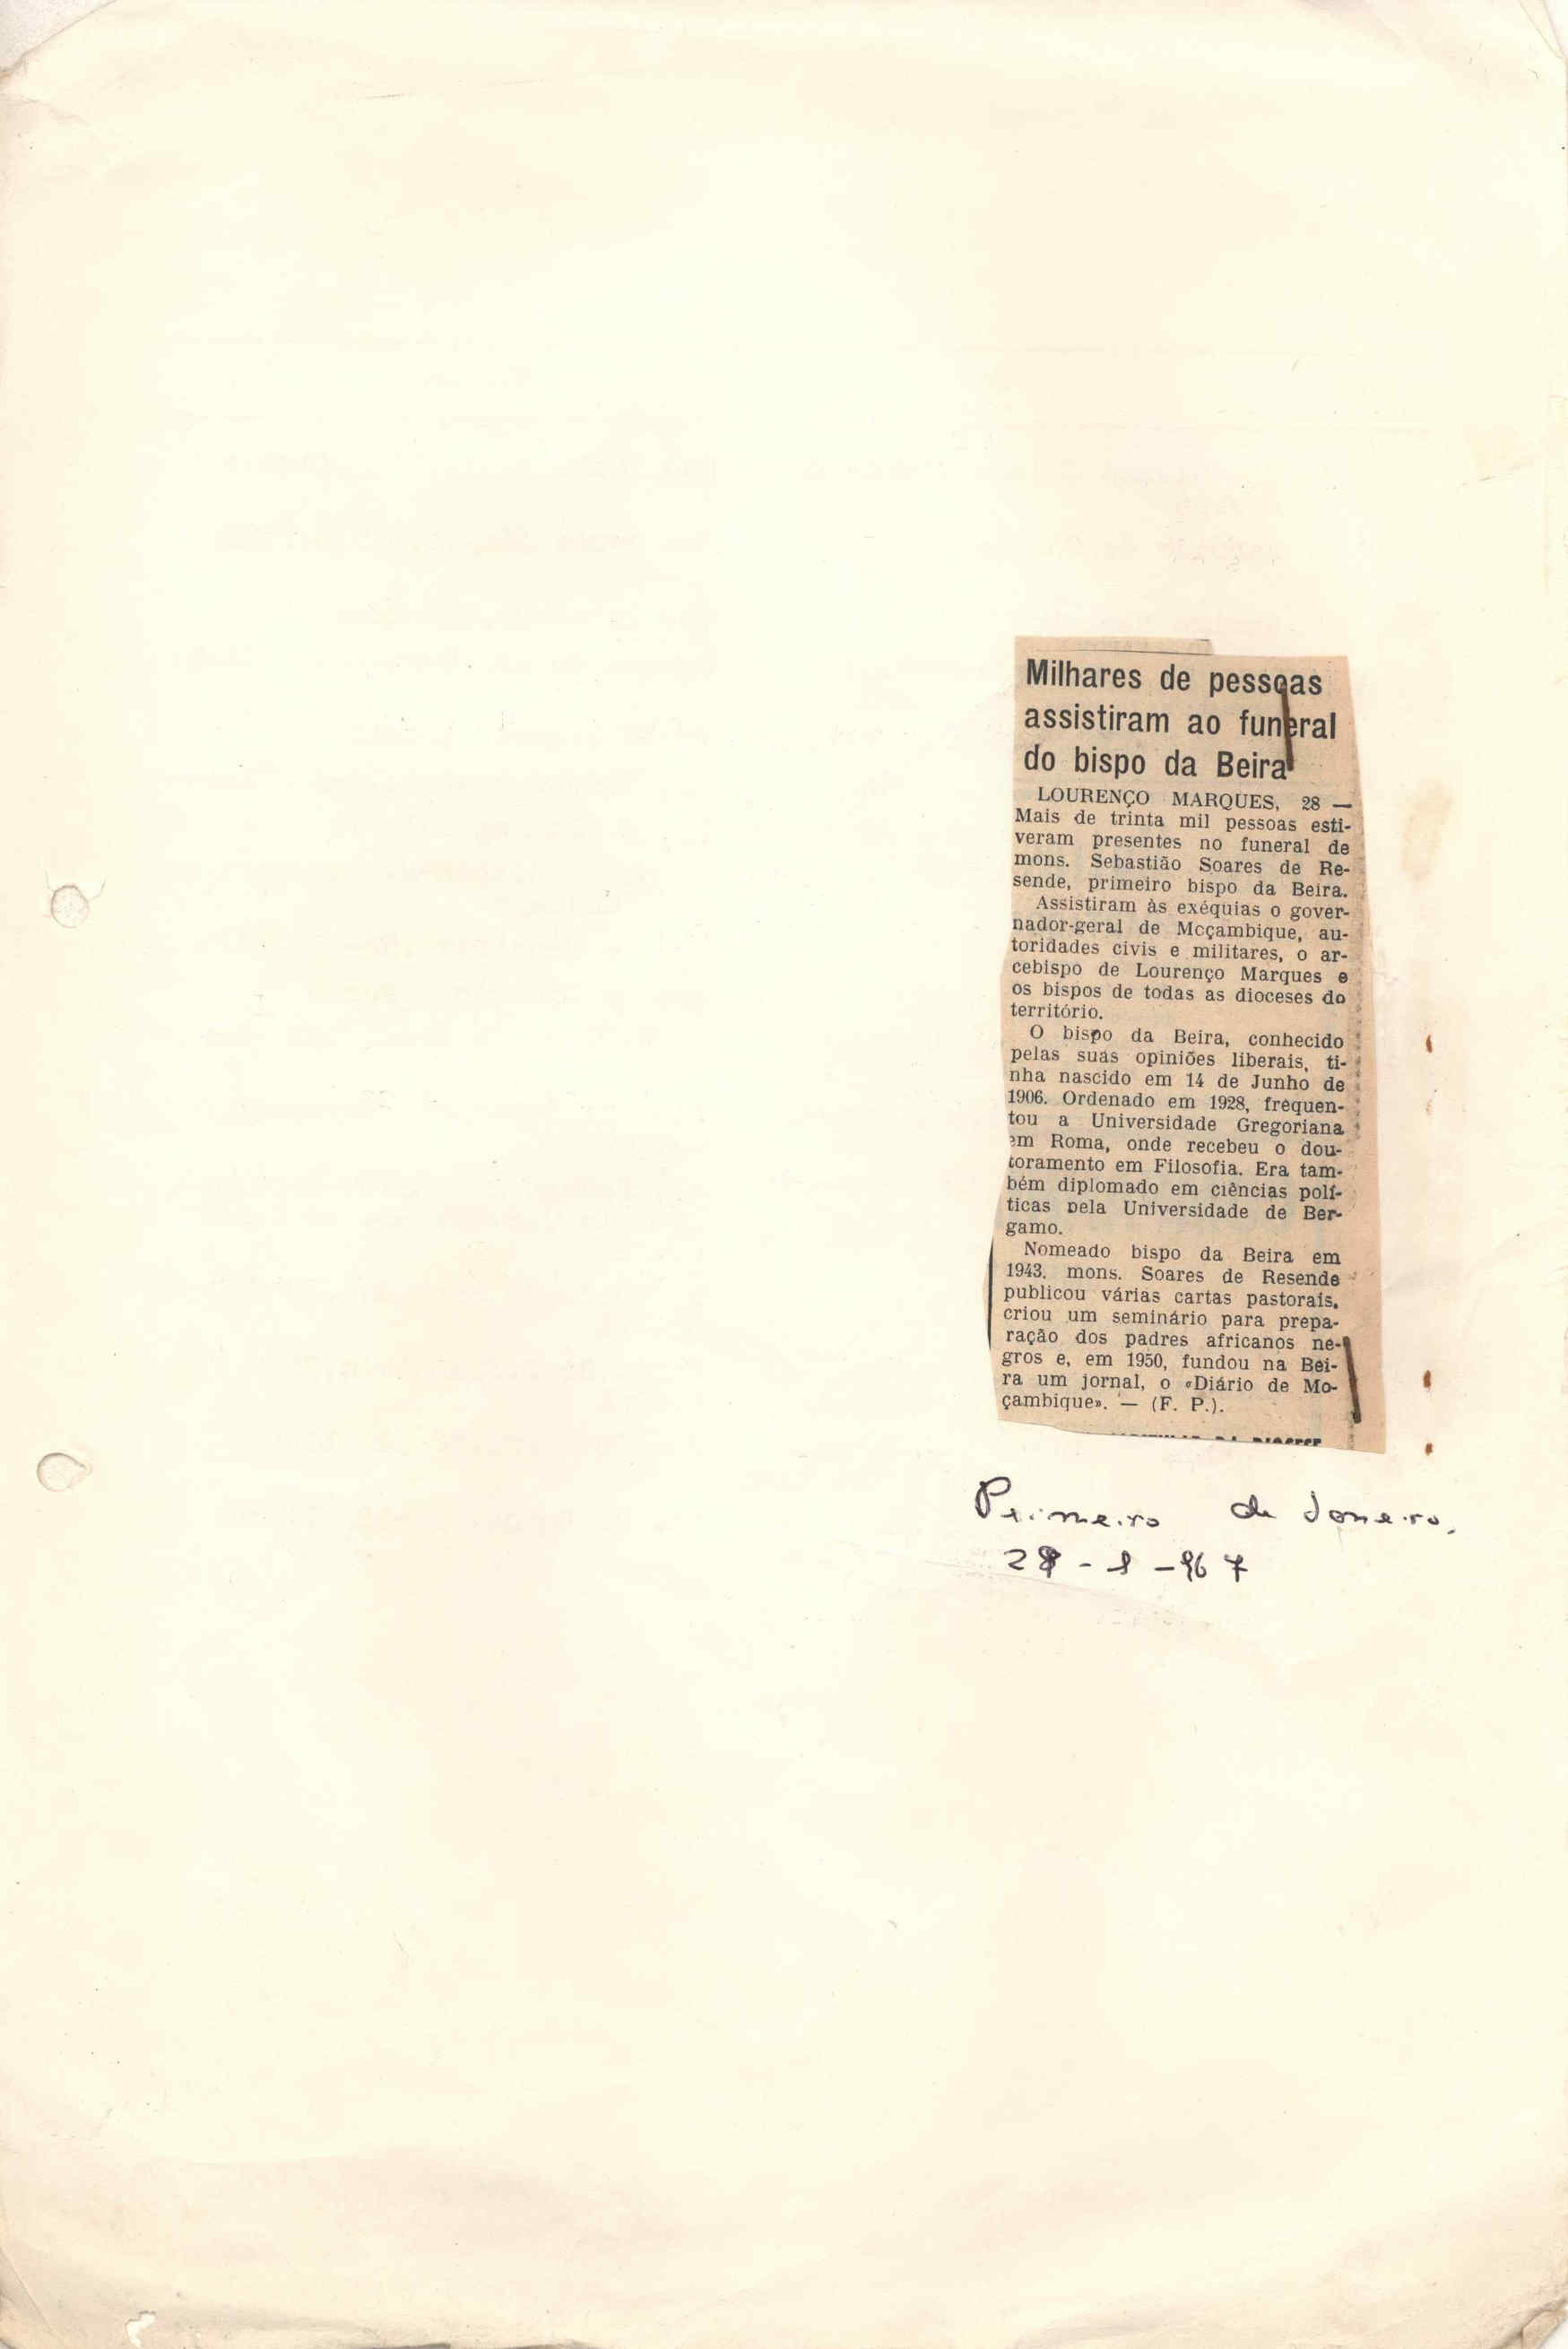 Milhares de pessoas
assistiram ao funeral
do bispo da Beira
LOURENÇO MARQUES, 28 —
Mais de trinta mil pessoas esti-
veram presentes no funeral de
mons. Sebastião Soares de Re-
sende, primeiro bispo da Beira.
Assistiram às exéquias o gover-
nador-geral de Mcçambique, au-
toridades civis e militares, o ar-
cebispo de Lourenço Marques e
os bispos de todas as dioceses do
território.
O bispo da Beira, conhecido
pelas suas opiniões liberais, ti-
nha nascido em 14 de Junho de
1906. Ordenado em 1928, frequen-
tou a Universidade Gregoriana
em Roma, onde recebeu o dou-
toramento em Filosofia. Era tam-
bém diplomado em ciências polí-
ticas pela Universidade de Ber-
gamo.
Nomeado bispo da Beira em
1943, mons. Soares de Resende
publicou várias cartas pastorais,
criou um seminário para prepa-
ração dos padres africanos ne-
gros e, em 1950, fundou na Bei-
ra um jornal, o «Diário de Mo-
çambique». — (F. P.).
Primeiro de Janeiro.
28 - 1 - 967